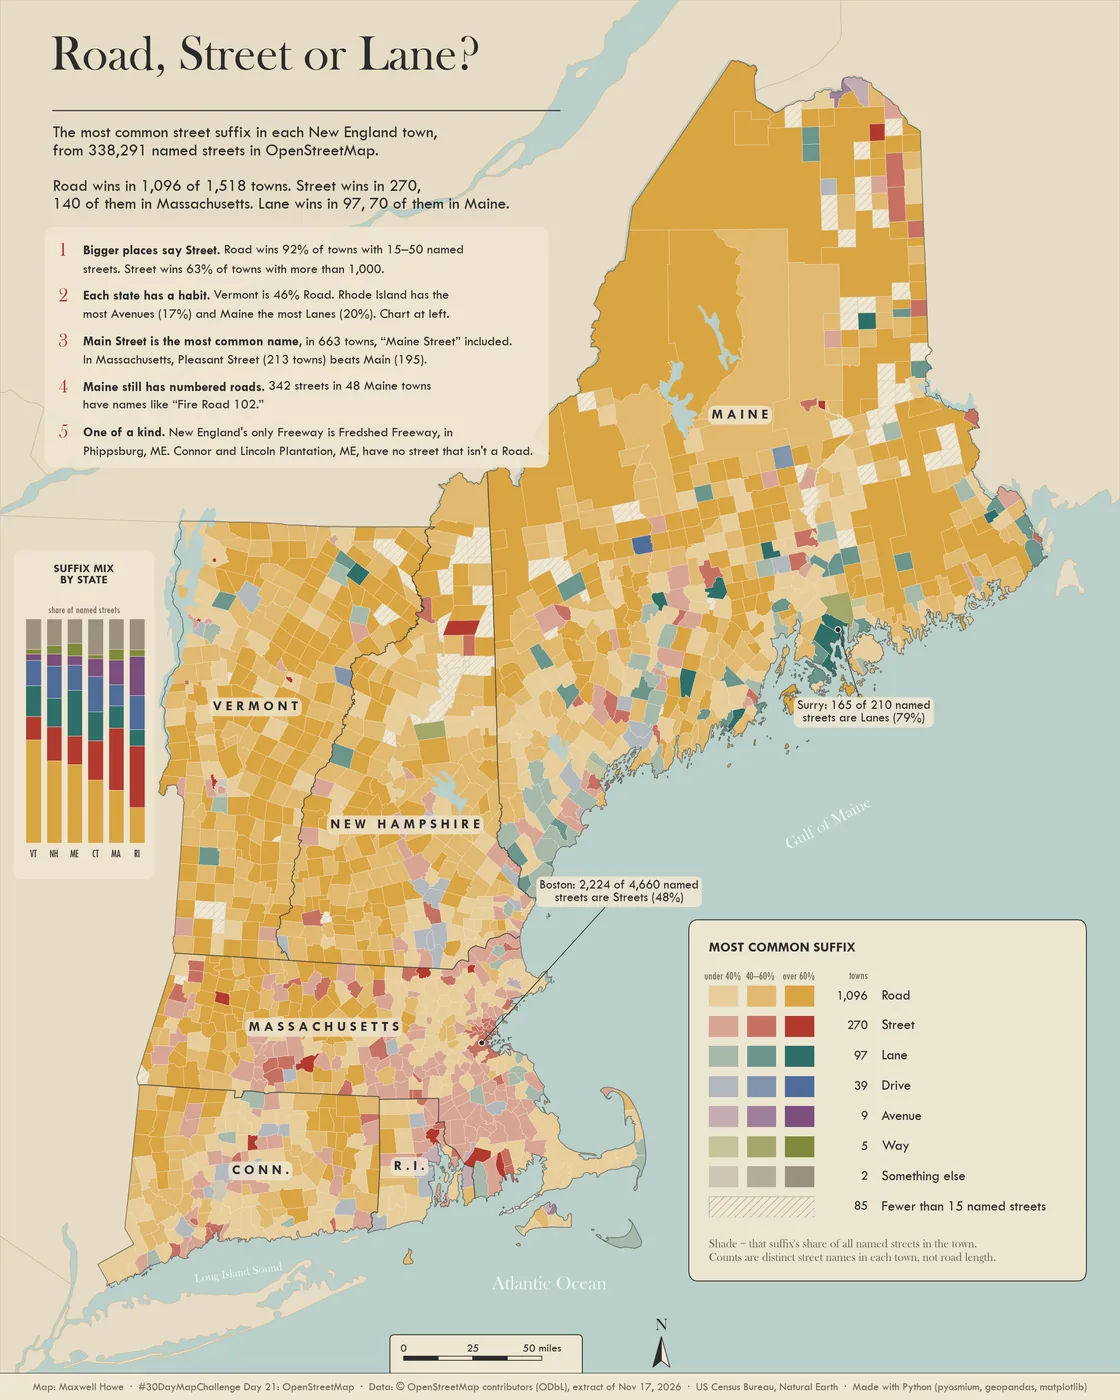 Road, Street or Lane?
The most common street suffix in each New England town,
from 338,291 named streets in OpenStreetMap.
Road wins in 1,096 of 1,518 towns. Street wins in 270,
140 of them in Massachusetts. Lane wins in 97, 70 of them in Maine.
1 Bigger places say Street. Road wins 92% of towns with 15–50 named
streets. Street wins 63% of towns with more than 1,000.
2 Each state has a habit. Vermont is 46% Road. Rhode Island has the
most Avenues (17%) and Maine the most Lanes (20%). Chart at left.
3 Main Street is the most common name, in 663 towns, “Maine Street” included.
In Massachusetts, Pleasant Street (213 towns) beats Main (195).
4 Maine still has numbered roads. 342 streets in 48 Maine towns
have names like “Fire Road 102.”
5 One of a kind. New England's only Freeway is Fredshed Freeway, in
Phippsburg, ME. Connor and Lincoln Plantation, ME, have no street that isn't a Road.
MAINE
SUFFIX MIX
BY STATE
share of named streets
VT NH ME CT MA RI
VERMONT
Surry: 165 of 210 named
streets are Lanes (79%)
NEW HAMPSHIRE
Gulf of Maine
Boston: 2,224 of 4,660 named
streets are Streets (48%)
MASSACHUSETTS
CONN.
R.I.
MOST COMMON SUFFIX
under 40% 40–60% over 60% towns
1,096 Road
270 Street
97 Lane
39 Drive
9 Avenue
5 Way
2 Something else
85 Fewer than 15 named streets
Shade – that suffix's share of all named streets in the town.
Counts are distinct street names in each town, not road length.
Long Island Sound
Atlantic Ocean
N
0 25 50 miles
Map: Maxwell Howe · #30DayMapChallenge Day 21: OpenStreetMap · Data: © OpenStreetMap contributors (ODbL), extract of Nov 17, 2026 · US Census Bureau, Natural Earth · Made with Python (pyosmium, geopandas, matplotlib)